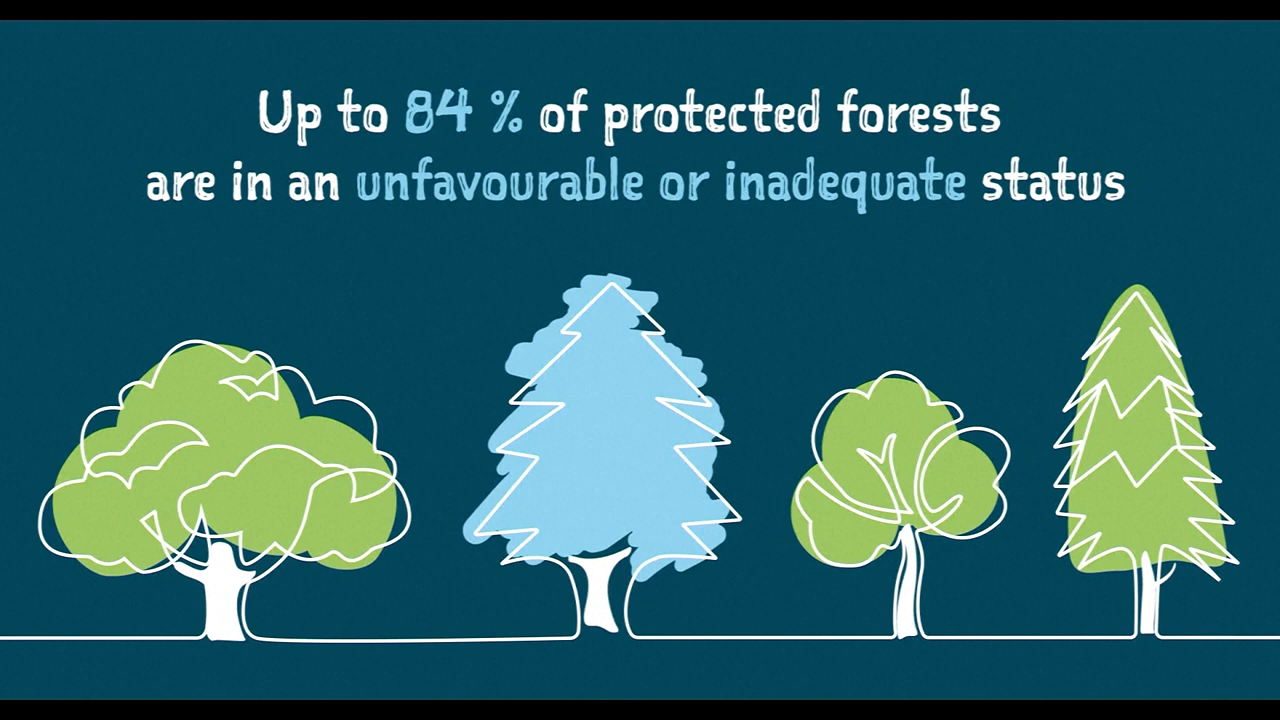 Up to 84 % of protected forests
are in an unfavourable or inadequate status